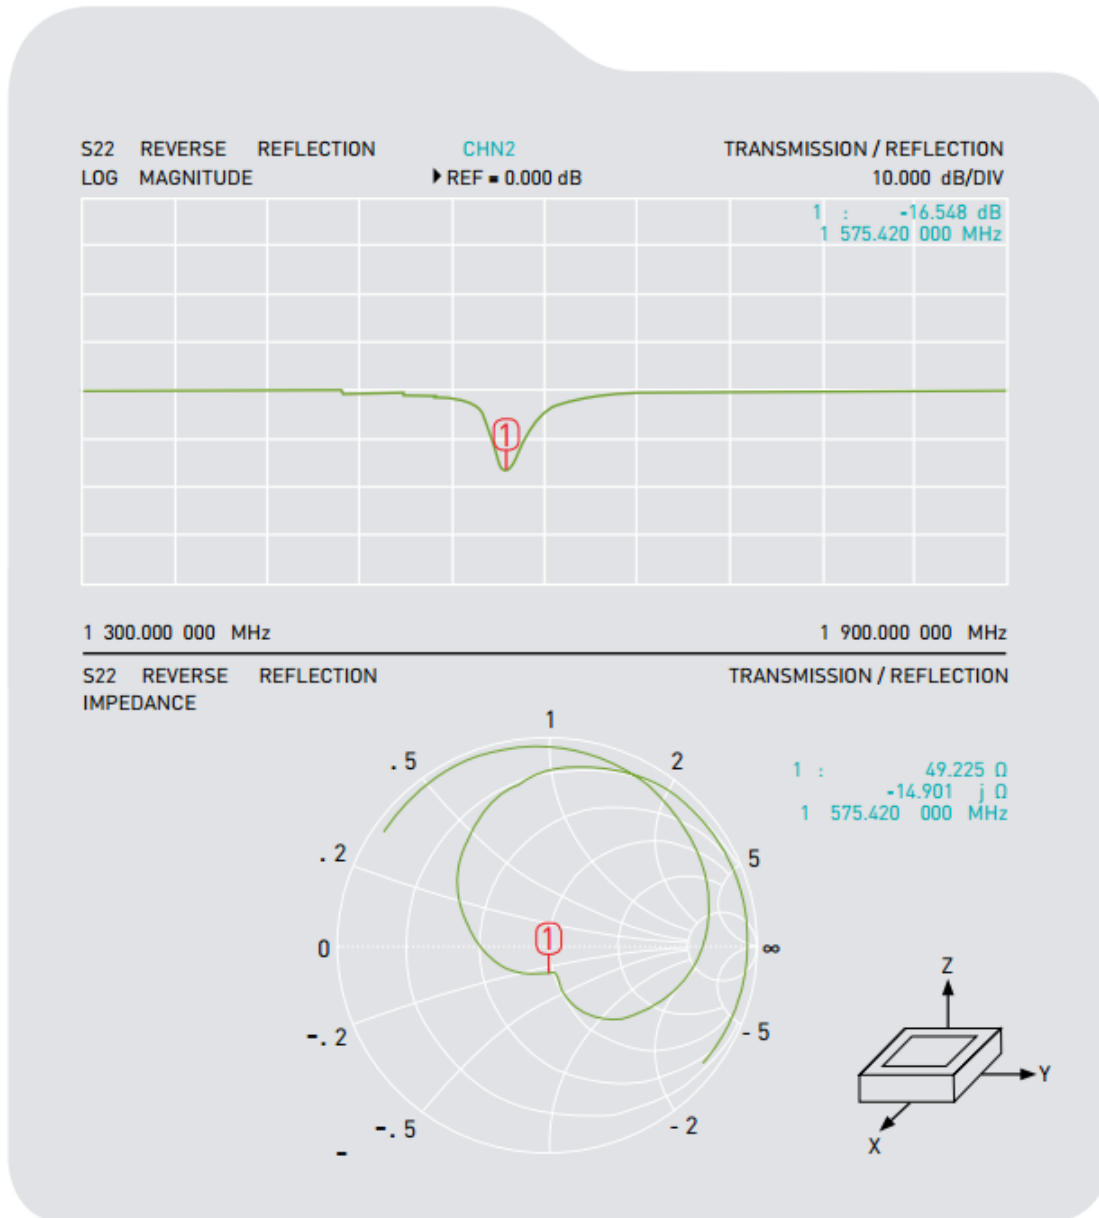 S22 REVERSE REFLECTION CHN2 TRANSMISSION / REFLECTION
LOG MAGNITUDE REF = 0.000 dB 10.000 dB/DIV
1 : -16.548 dB
1 575.420 000 MHz
1
1 300.000 000 MHz 1 900.000 000 MHz
S22 REVERSE REFLECTION TRANSMISSION / REFLECTION
IMPEDANCE
1
.5 2
1 : 49.225 Ω
-14.901 j Ω
1 575.420 000 MHz
.2 5
1
0 ∞
Z
-.2 -5
Y
-.5 -2
X
-